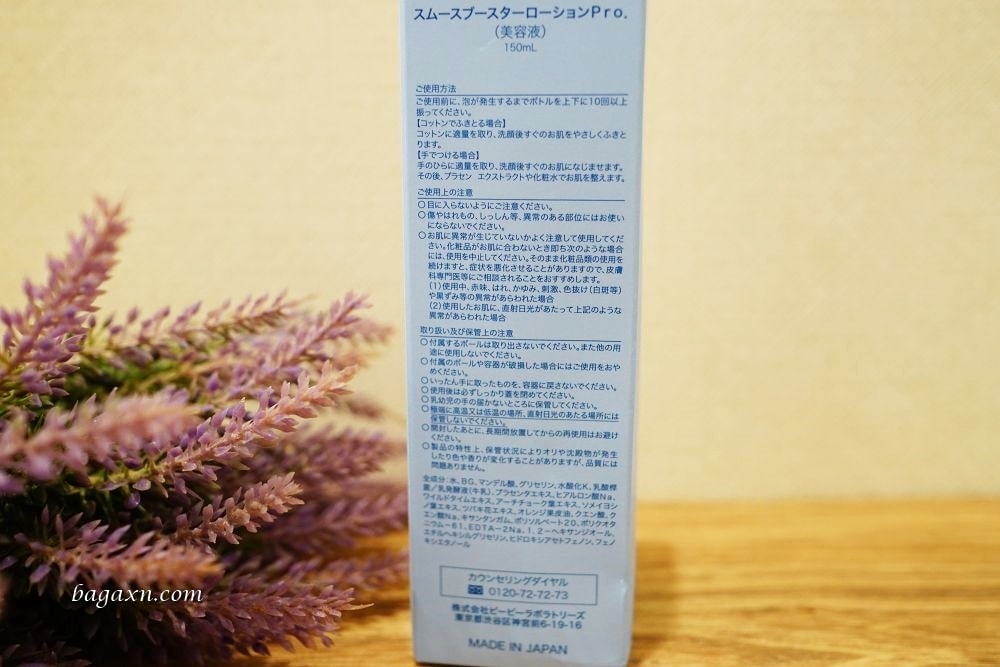 スムースブースターローションPro.
（美容液）
150mL
ご使用方法
ご使用前に、泡が発生するまでボトルを上下に10回以上
振ってください。
【コットンでふきとる場合】
コットンに適量を取り、洗顔後すぐのお肌をやさしくふきと
ります。
【手でつける場合】
手のひらに適量を取り、洗顔後すぐのお肌になじませます。
その後、プラセン エクストラクトや化粧水でお肌を整えます。
ご使用上の注意
○目に入らないようにご注意ください。
○傷やはれもの、しっしん等、異常のある部位にはお使い
にならないでください。
○お肌に異常が生じていないかよく注意して使用してくだ
さい。化粧品がお肌に合わないとき即ち次のような場合
には、使用を中止してください。そのまま化粧品類の使用を
続けますと、症状を悪化させることがありますので、皮膚
科専門医等にご相談されることをおすすめします。
（1）使用中、赤味、はれ、かゆみ、刺激、色抜け（白斑等）
や黒ずみ等の異常があらわれた場合
（2）使用したお肌に、直射日光があたって上記のような
異常があらわれた場合
取り扱い及び保管上の注意
○付属するボールは取り出さないでください。また他の用
途に使用しないでください。
○付属のボールや容器が破損した場合にはご使用をおや
めください。
○いったん手に取ったものを、容器に戻さないでください。
○使用後は必ずしっかり蓋を閉めてください。
○乳幼児の手の届かないところに保管してください。
○極端に高温又は低温の場所、直射日光のあたる場所には
保管しないでください。
○開封したあとに、長期間放置してからの再使用はお避け
ください。
○製品の特性上、保管状況によりオリや沈殿物が発生
したり色や香りが変化することがありますが、品質には
問題ありません。
全成分：水、BG、マンデル酸、グリセリン、水酸化K、乳酸桿
菌／乳発酵液（牛乳）、プラセンタエキス、ヒアルロン酸Na、
ワイルドタイムエキス、アーチチョーク葉エキス、ソメイヨシ
ノ葉エキス、ツバキ花エキス、オレンジ果皮油、クエン酸、ク
エン酸Na、キサンタンガム、ポリソルベート20、ポリクオタ
ニウム－61、EDTA－2Na、1，2－ヘキサンジオール、
エチルヘキシルグリセリン、ヒドロキシアセトフェノン、フェノ
キシエタノール
カウンセリングダイヤル
0120-72-72-73
株式会社ビービーラボラトリーズ
東京都渋谷区神宮前6-19-16
MADE IN JAPAN
bagaxn.com